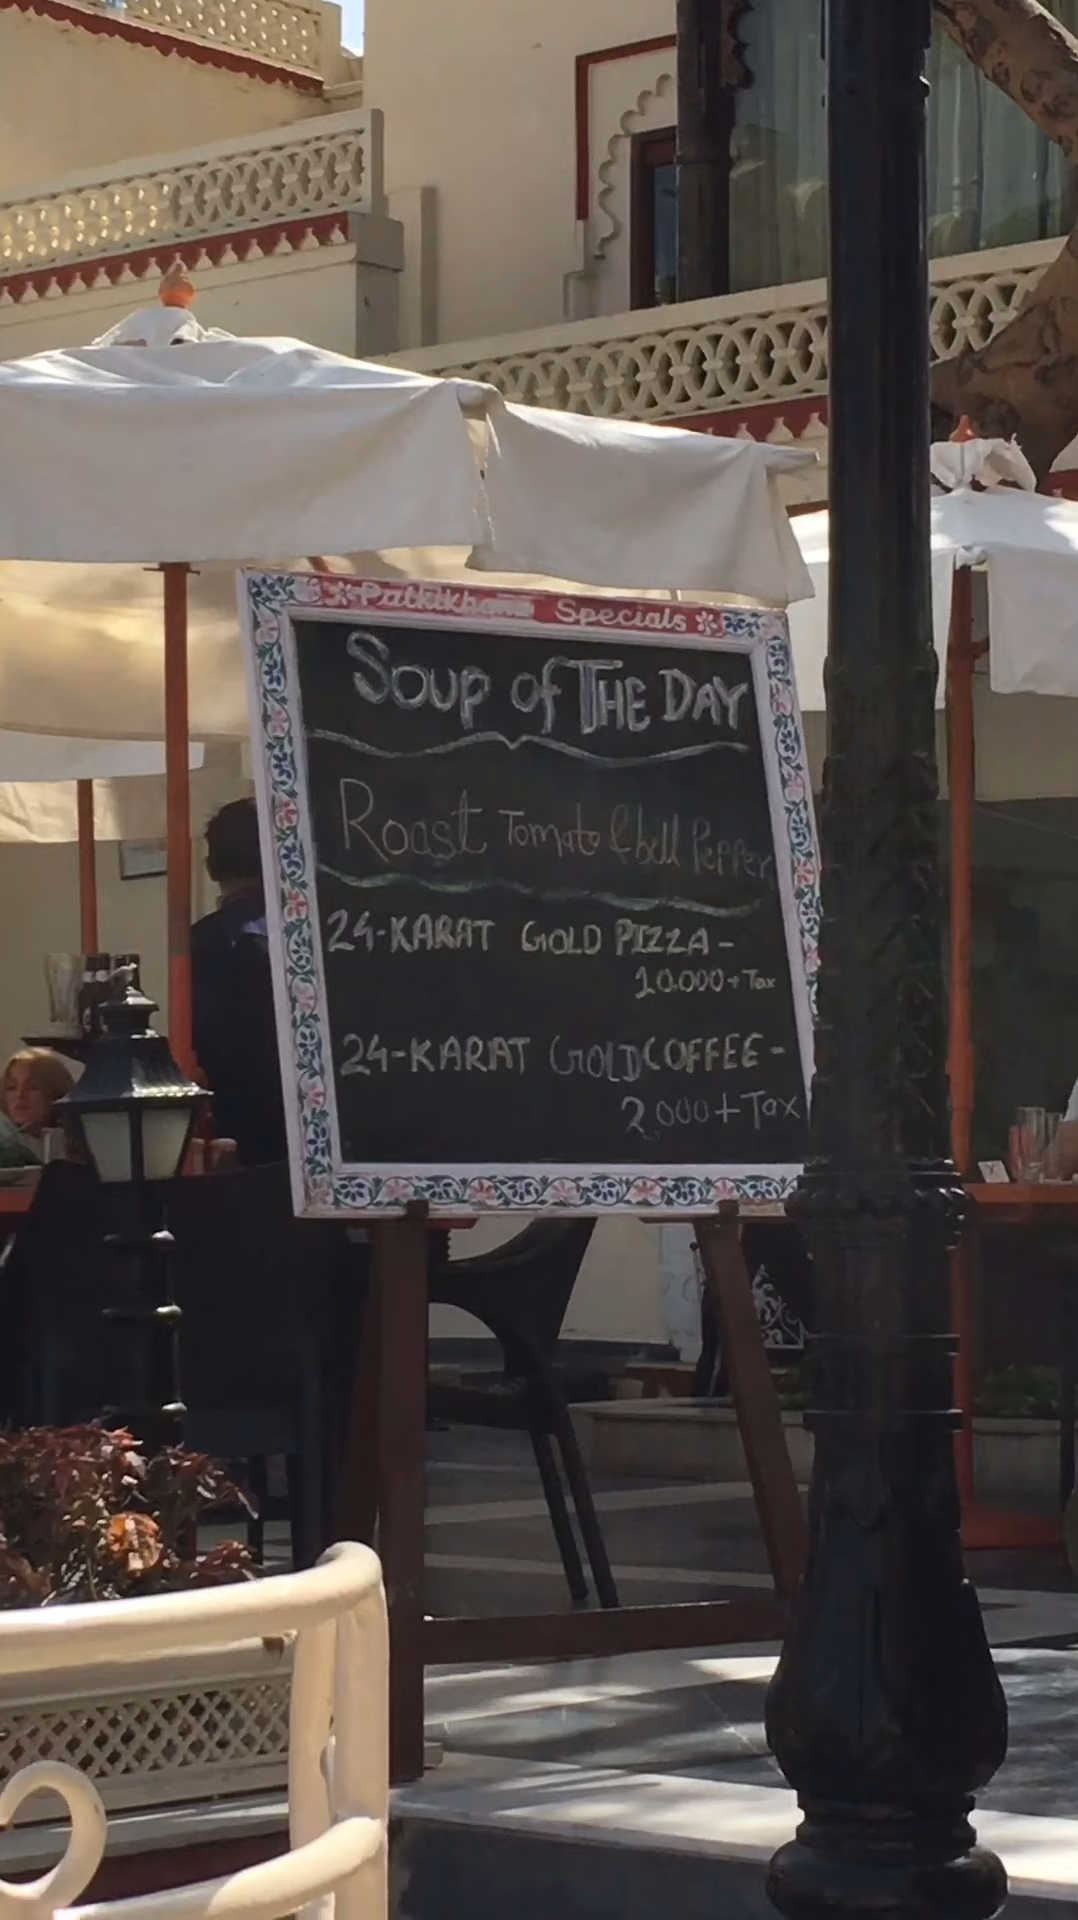 Palkikhana Specials
SOUP of THE DAY
Roast Tomato & bell Pepper
24-KARAT GOLD PIZZA -
10,000 + Tax
24-KARAT GOLD COFFEE -
2,000 + Tax